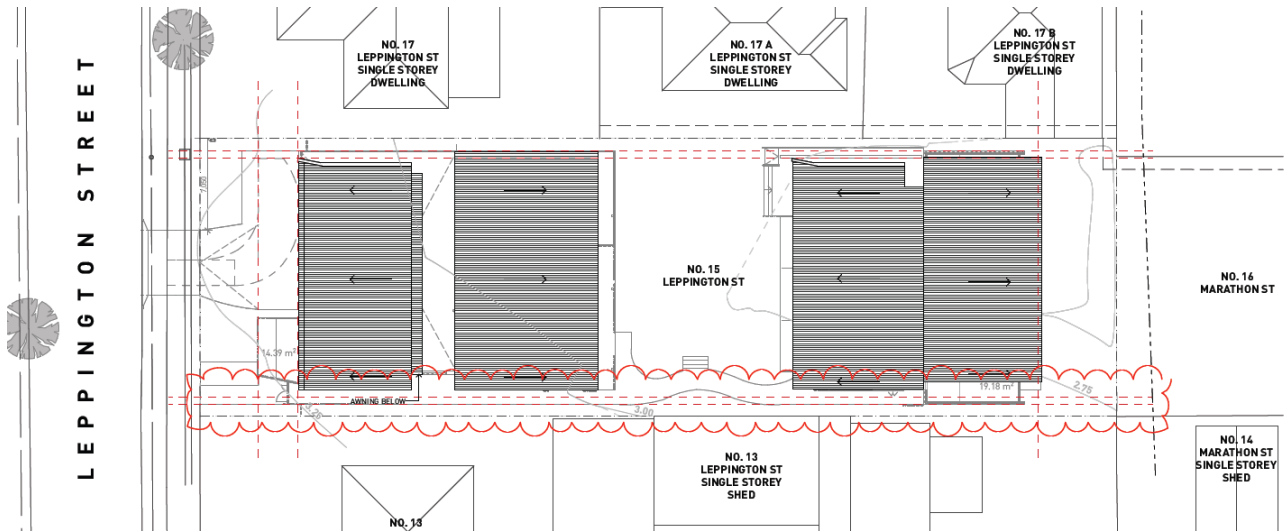 LEPPINGTON STREET
NO. 17
LEPPINGTON ST
SINGLE STOREY
DWELLING
NO. 17 A
LEPPINGTON ST
SINGLE STOREY
DWELLING
NO. 17 B
LEPPINGTON ST
SINGLE STOREY
DWELLING
NO. 15
LEPPINGTON ST
NO. 16
MARATHON ST
14.39 m²
AWNING BELOW
3.25
3.00
19.18 m²
2.75
NO. 13
LEPPINGTON ST
SINGLE STOREY
SHED
NO. 14
MARATHON ST
SINGLE STOREY
SHED
NO. 13